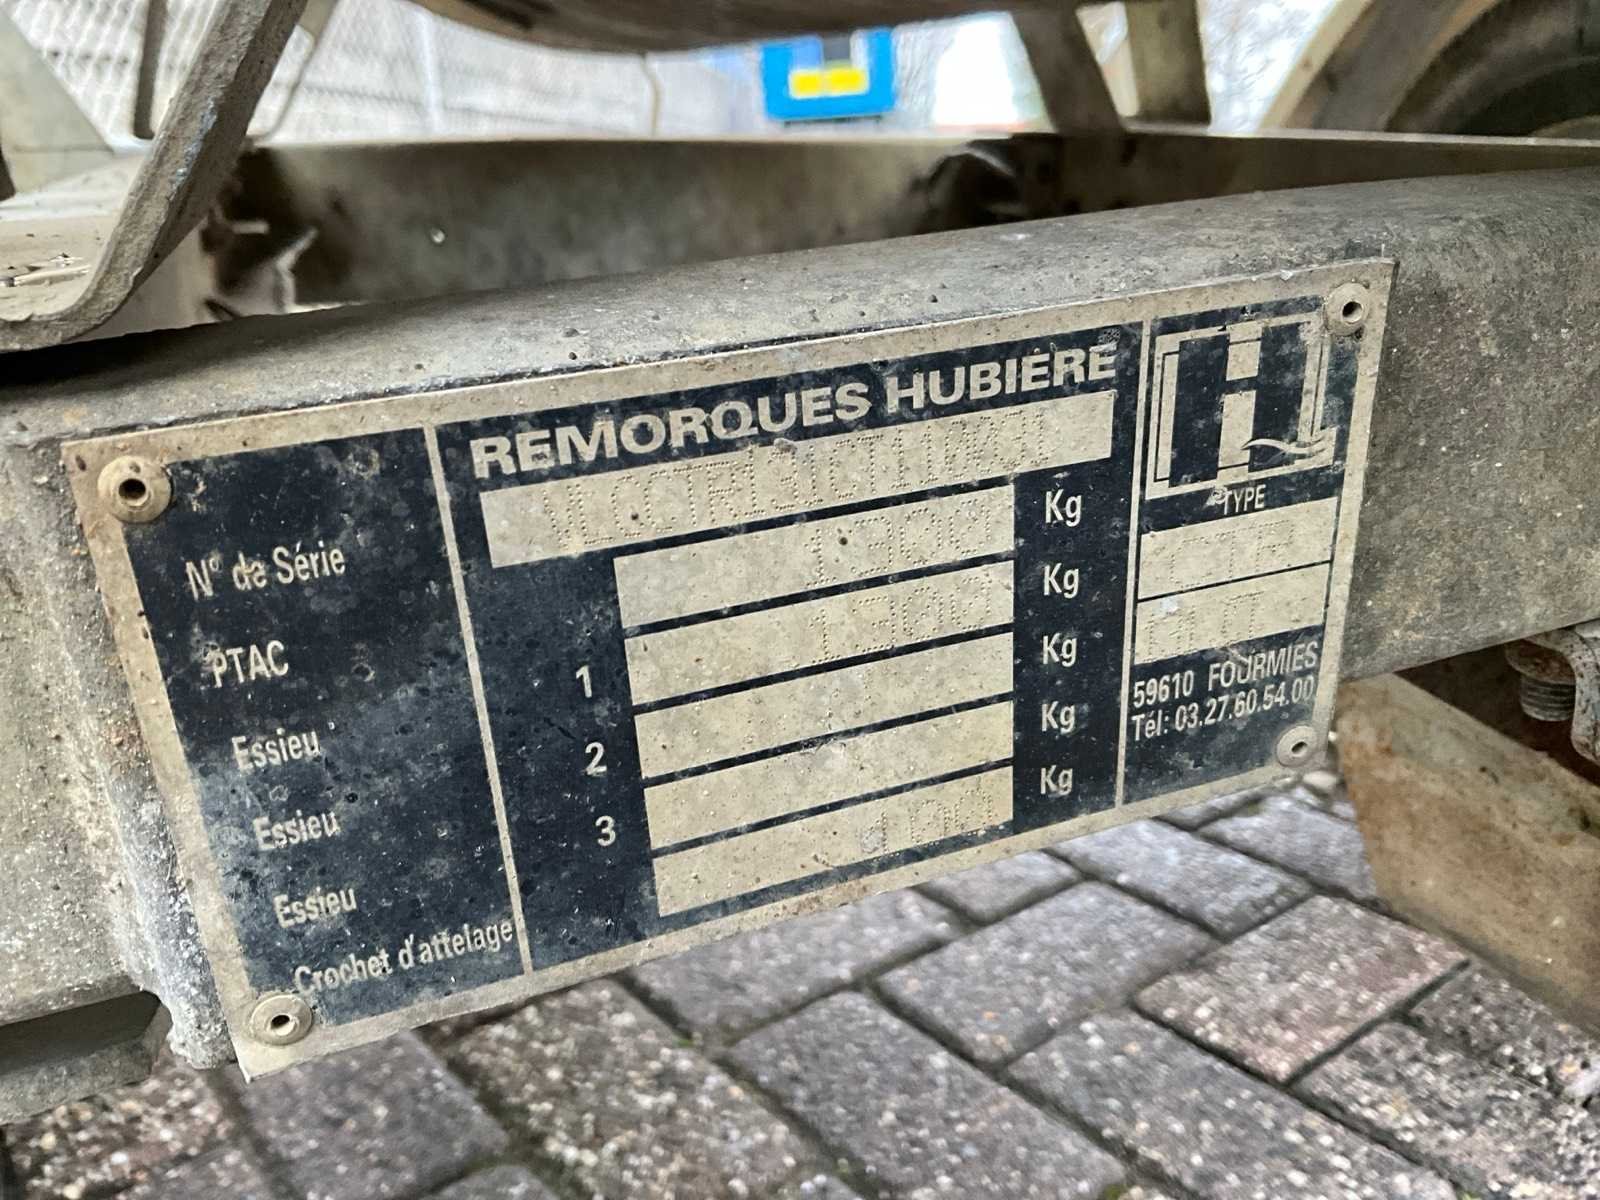 REMORQUES HUBIÈRE
N° de Série
PTAC 1300 Kg
Essieu 1 1300 Kg
Essieu 2 Kg
Essieu 3 Kg
Crochet d'attelage 100 Kg
TYPE
59610 FOURMIES
Tél: 03.27.60.54.00